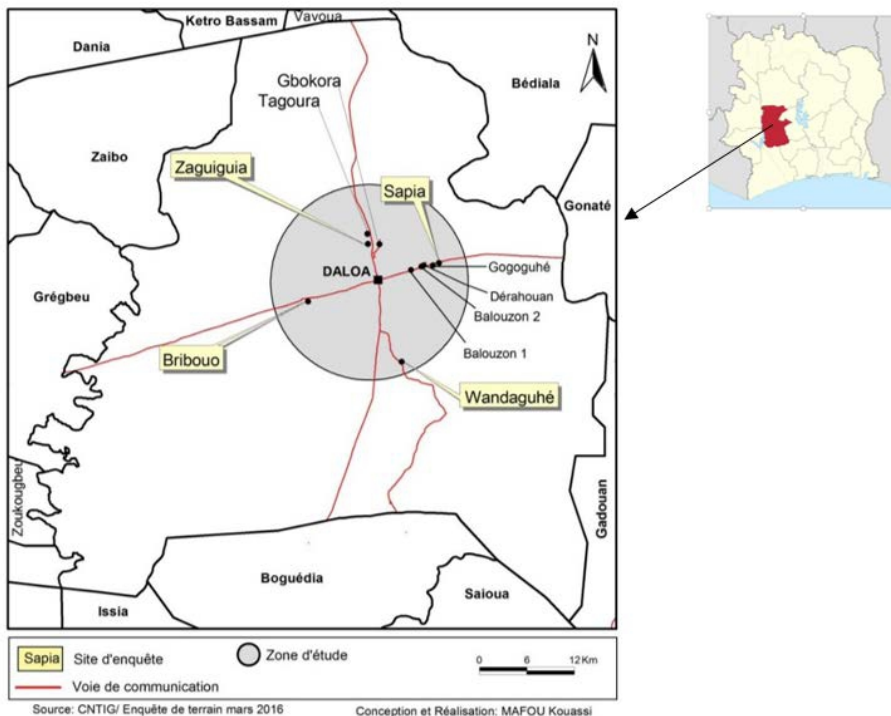 Ketro Bassam
Vavoua
Dania
N
Gbokora
Tagoura
Bédiala
Zaibo
Zaguiguia
Sapia
Gonaté
DALOA
Gogoguhé
Grégbeu
Dérahouan
Balouzon 2
Balouzon 1
Bribouo
Wandaguhé
Zoukougbeu
Gadouan
Boguédia
Saioua
Issia
Sapia Site d'enquête
Zone d'étude
0 6 12 Km
Voie de communication
Source: CNTIG/ Enquête de terrain mars 2016
Conception et Réalisation: MAFOU Kouassi